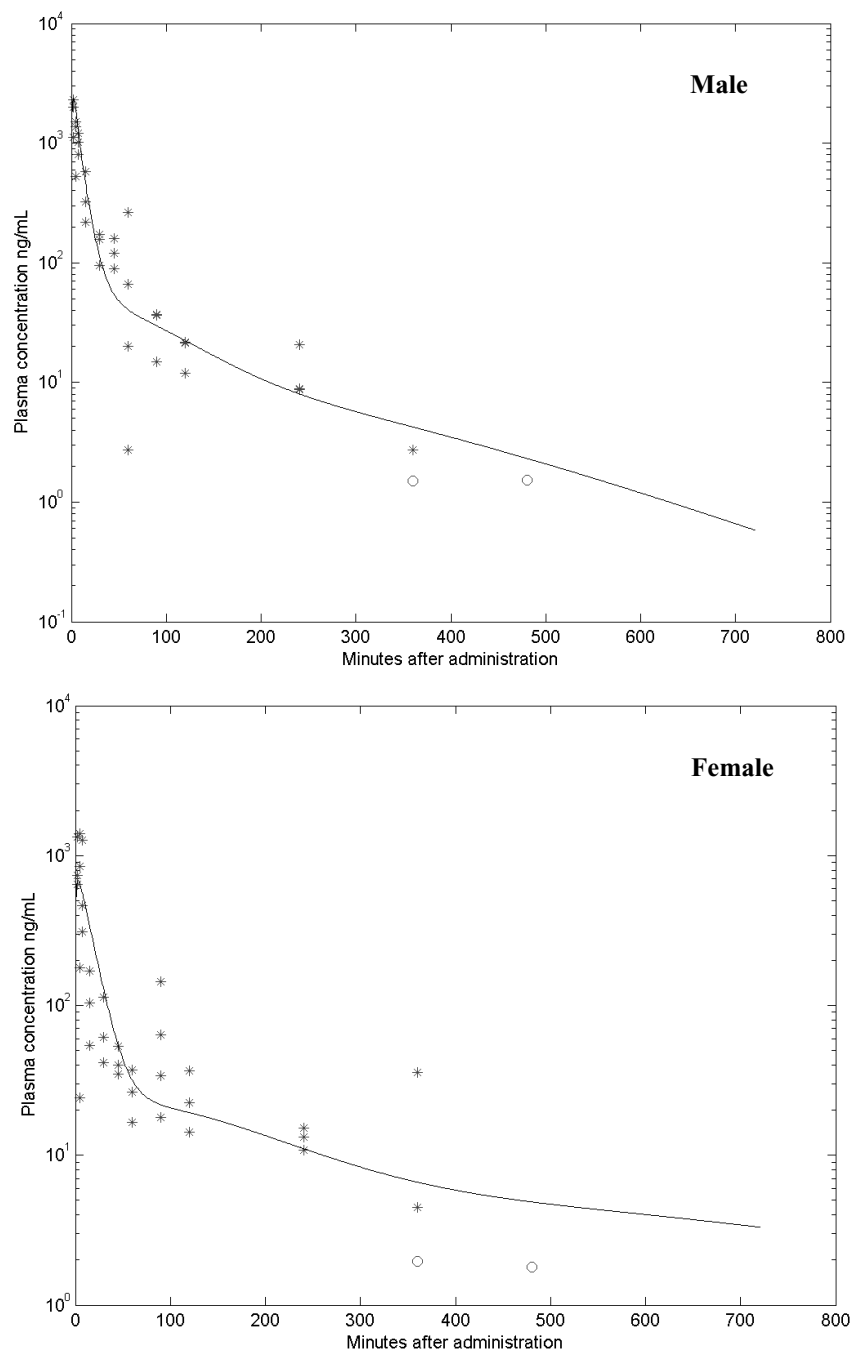 10^4
10^3
10^2
10^1
10^0
10^-1
Plasma concentration ng/mL
Male
0 100 200 300 400 500 600 700 800
Minutes after administration
10^4
10^3
10^2
10^1
10^0
Plasma concentration ng/mL
Female
0 100 200 300 400 500 600 700 800
Minutes after administration